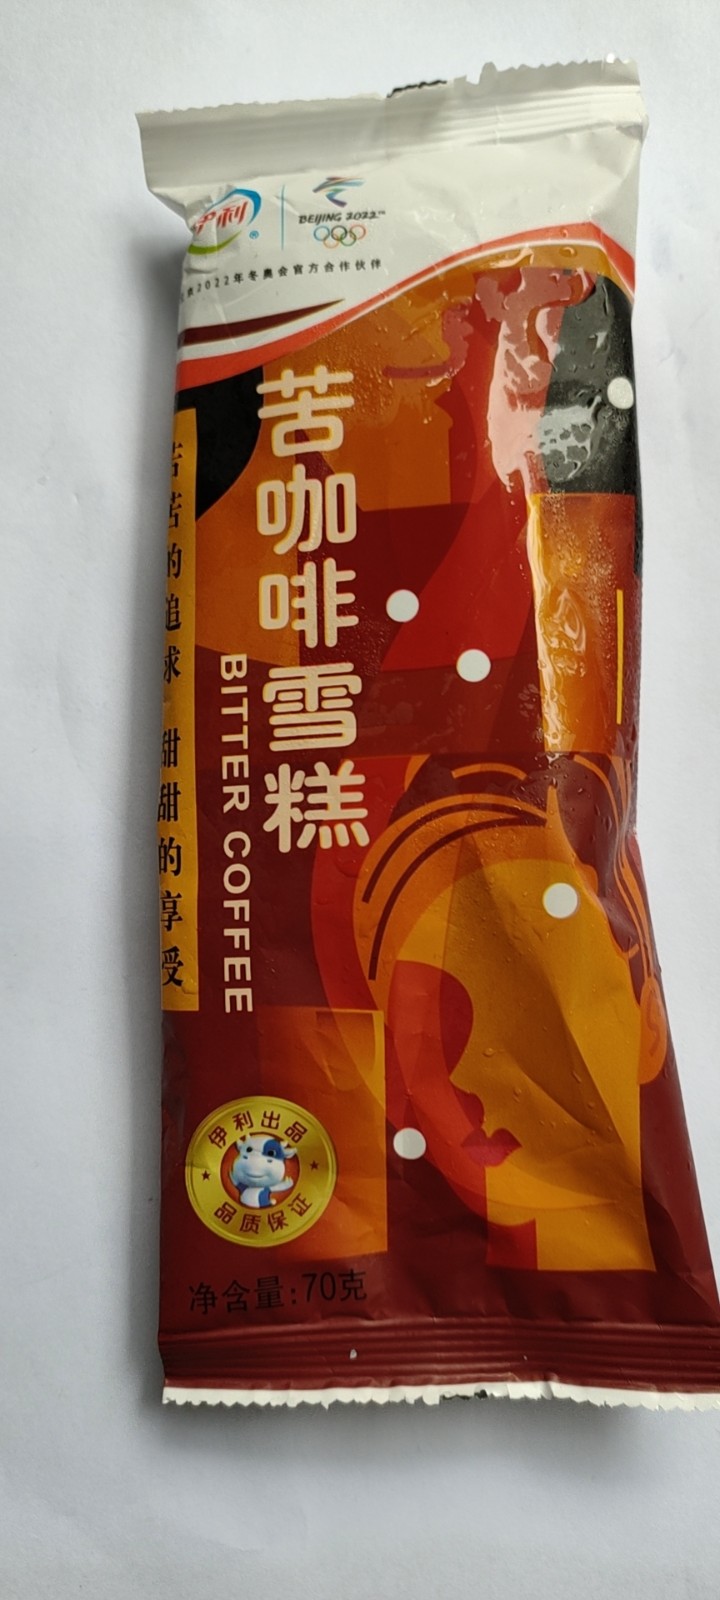 伊利®
BEIJING 2022™
京2022年冬奥会官方合作伙伴
苦咖啡雪糕
BITTER COFFEE
苦苦的追求 甜甜的享受
伊利出品
品质保证
净含量:70克